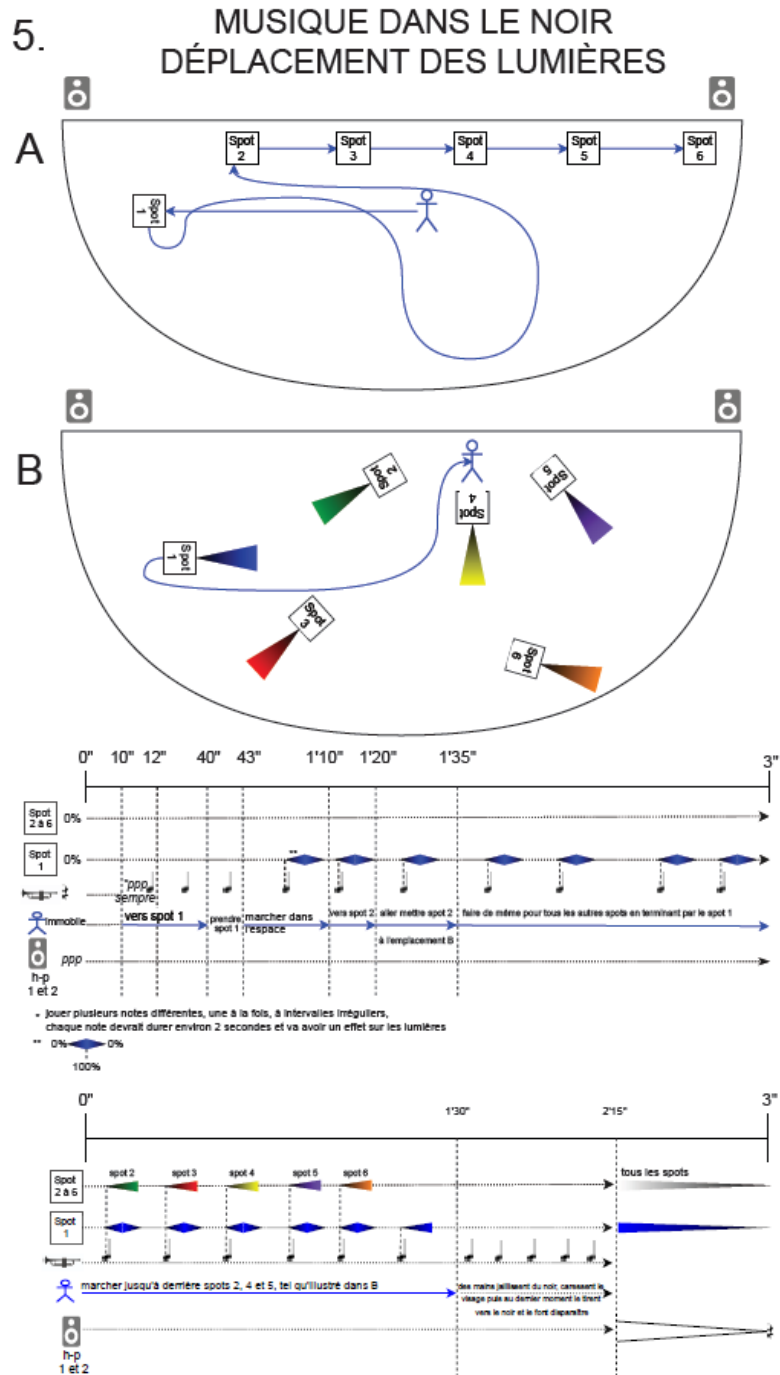 5.
MUSIQUE DANS LE NOIR
DÉPLACEMENT DES LUMIÈRES
A
Spot 2
Spot 3
Spot 4
Spot 5
Spot 6
Spot 1
B
Spot 2
Spot 5
Spot 4
Spot 1
Spot 3
Spot 6
0" 10" 12" 40" 43" 1'10" 1'20" 1'35" 3"
Spot 2 à 6 0%
Spot 1 0%
**
*ppp
sempre
immobile
vers spot 1
prendre
spot 1
marcher dans
l'espace
vers spot 2
aller mettre spot 2
à l'emplacement B
faire de même pour tous les autres spots en terminant par le spot 1
ppp
h-p
1 et 2
* jouer plusieurs notes différentes, une à la fois, à intervalles irréguliers,
chaque note devrait durer environ 2 secondes et va avoir un effet sur les lumières
** 0% 0%
100%
0" 1'30" 2'15" 3"
Spot 2 à 6
spot 2 spot 3 spot 4 spot 5 spot 6
tous les spots
Spot 1
marcher jusqu'à derrière spots 2, 4 et 5, tel qu'illustré dans B
des mains jaillissent du noir, caressent le
visage puis au dernier moment le tirent
vers le noir et le font disparaître
h-p
1 et 2